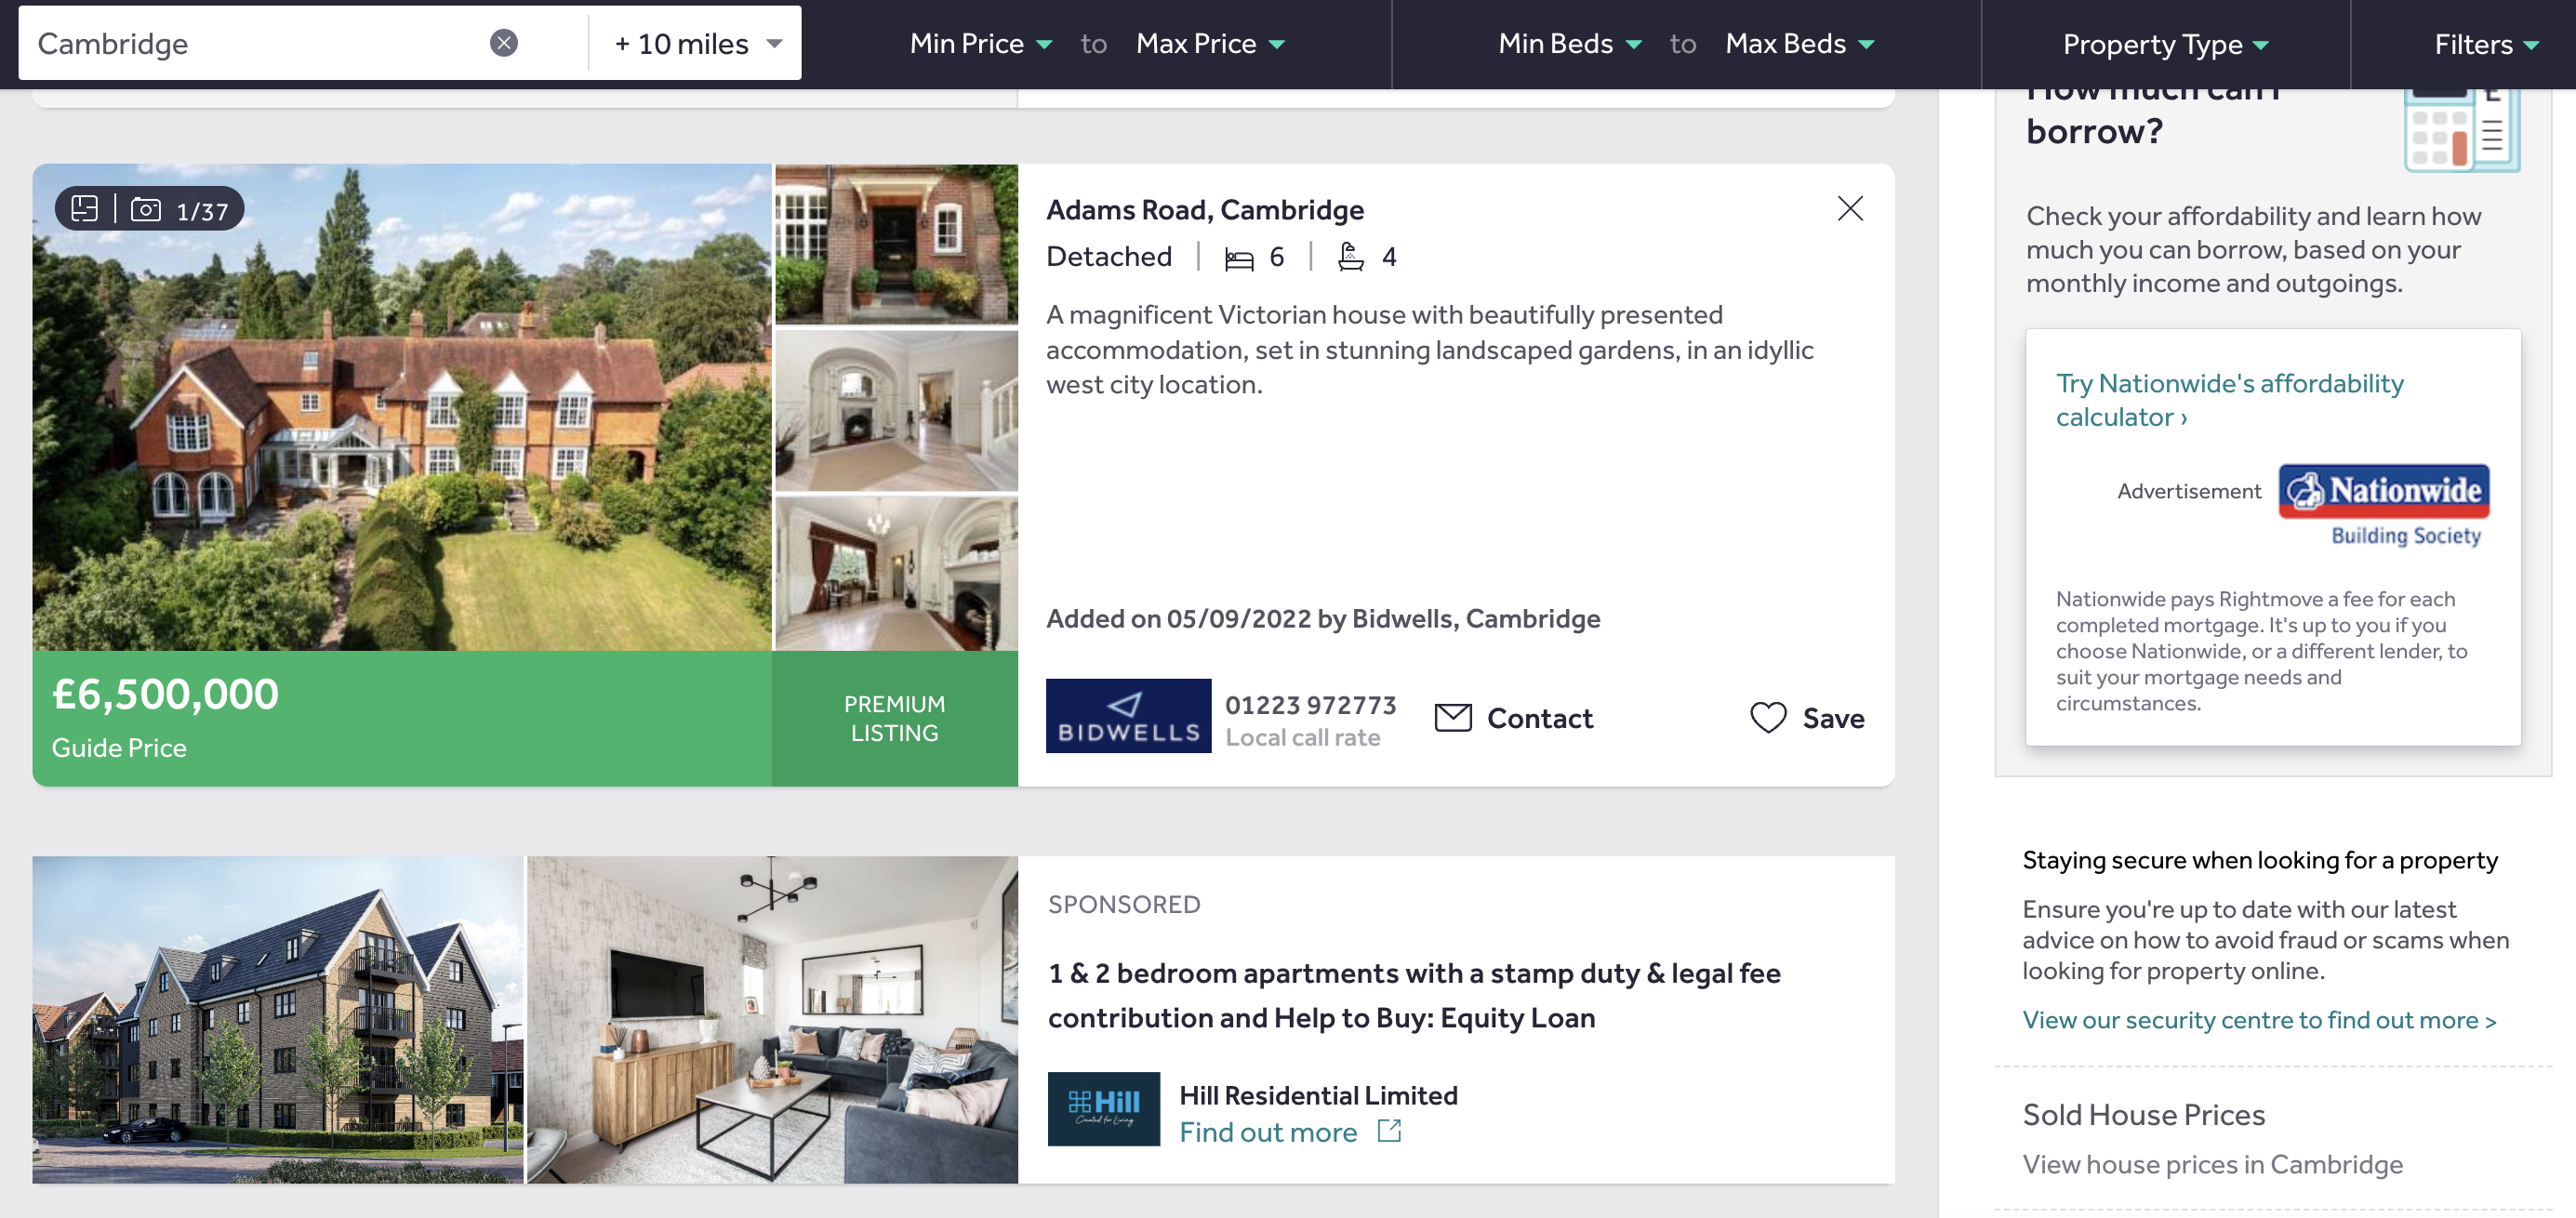 Cambridge
+ 10 miles
Min Price to Max Price
Min Beds to Max Beds
Property Type
Filters
1/37
£6,500,000
Guide Price
PREMIUM
LISTING
Adams Road, Cambridge
Detached | 6 | 4
A magnificent Victorian house with beautifully presented
accommodation, set in stunning landscaped gardens, in an idyllic
west city location.
Added on 05/09/2022 by Bidwells, Cambridge
BIDWELLS
01223 972773
Local call rate
Contact
Save
SPONSORED
1 & 2 bedroom apartments with a stamp duty & legal fee
contribution and Help to Buy: Equity Loan
Hill
Created for Living
Hill Residential Limited
Find out more
How much can I
borrow?
£
Check your affordability and learn how
much you can borrow, based on your
monthly income and outgoings.
Try Nationwide's affordability
calculator ›
Advertisement
Nationwide
Building Society
Nationwide pays Rightmove a fee for each
completed mortgage. It's up to you if you
choose Nationwide, or a different lender, to
suit your mortgage needs and
circumstances.
Staying secure when looking for a property
Ensure you're up to date with our latest
advice on how to avoid fraud or scams when
looking for property online.
View our security centre to find out more >
Sold House Prices
View house prices in Cambridge